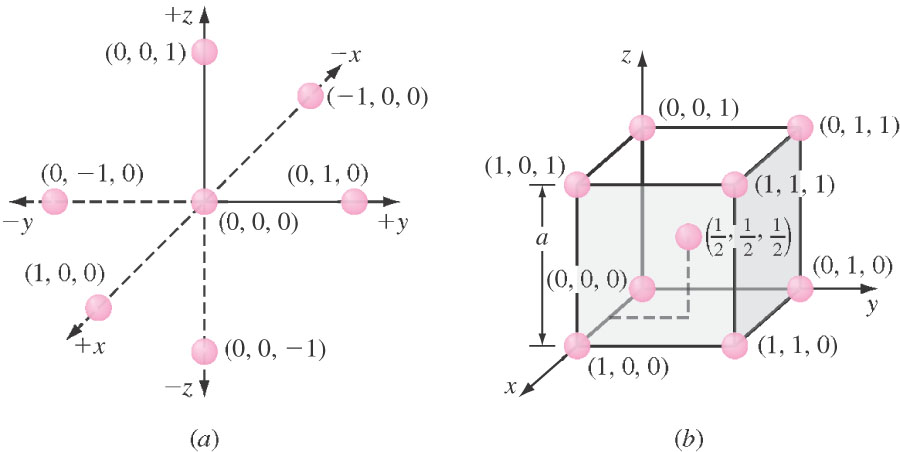 +z
(0, 0, 1)
−x
(−1, 0, 0)
(0, −1, 0)
(0, 1, 0)
−y
(0, 0, 0)
+y
(1, 0, 0)
+x
(0, 0, −1)
−z
(a)
z
(0, 0, 1)
(0, 1, 1)
(1, 0, 1)
(1, 1, 1)
a
(1/2, 1/2, 1/2)
(0, 0, 0)
(0, 1, 0)
y
(1, 1, 0)
(1, 0, 0)
x
(b)